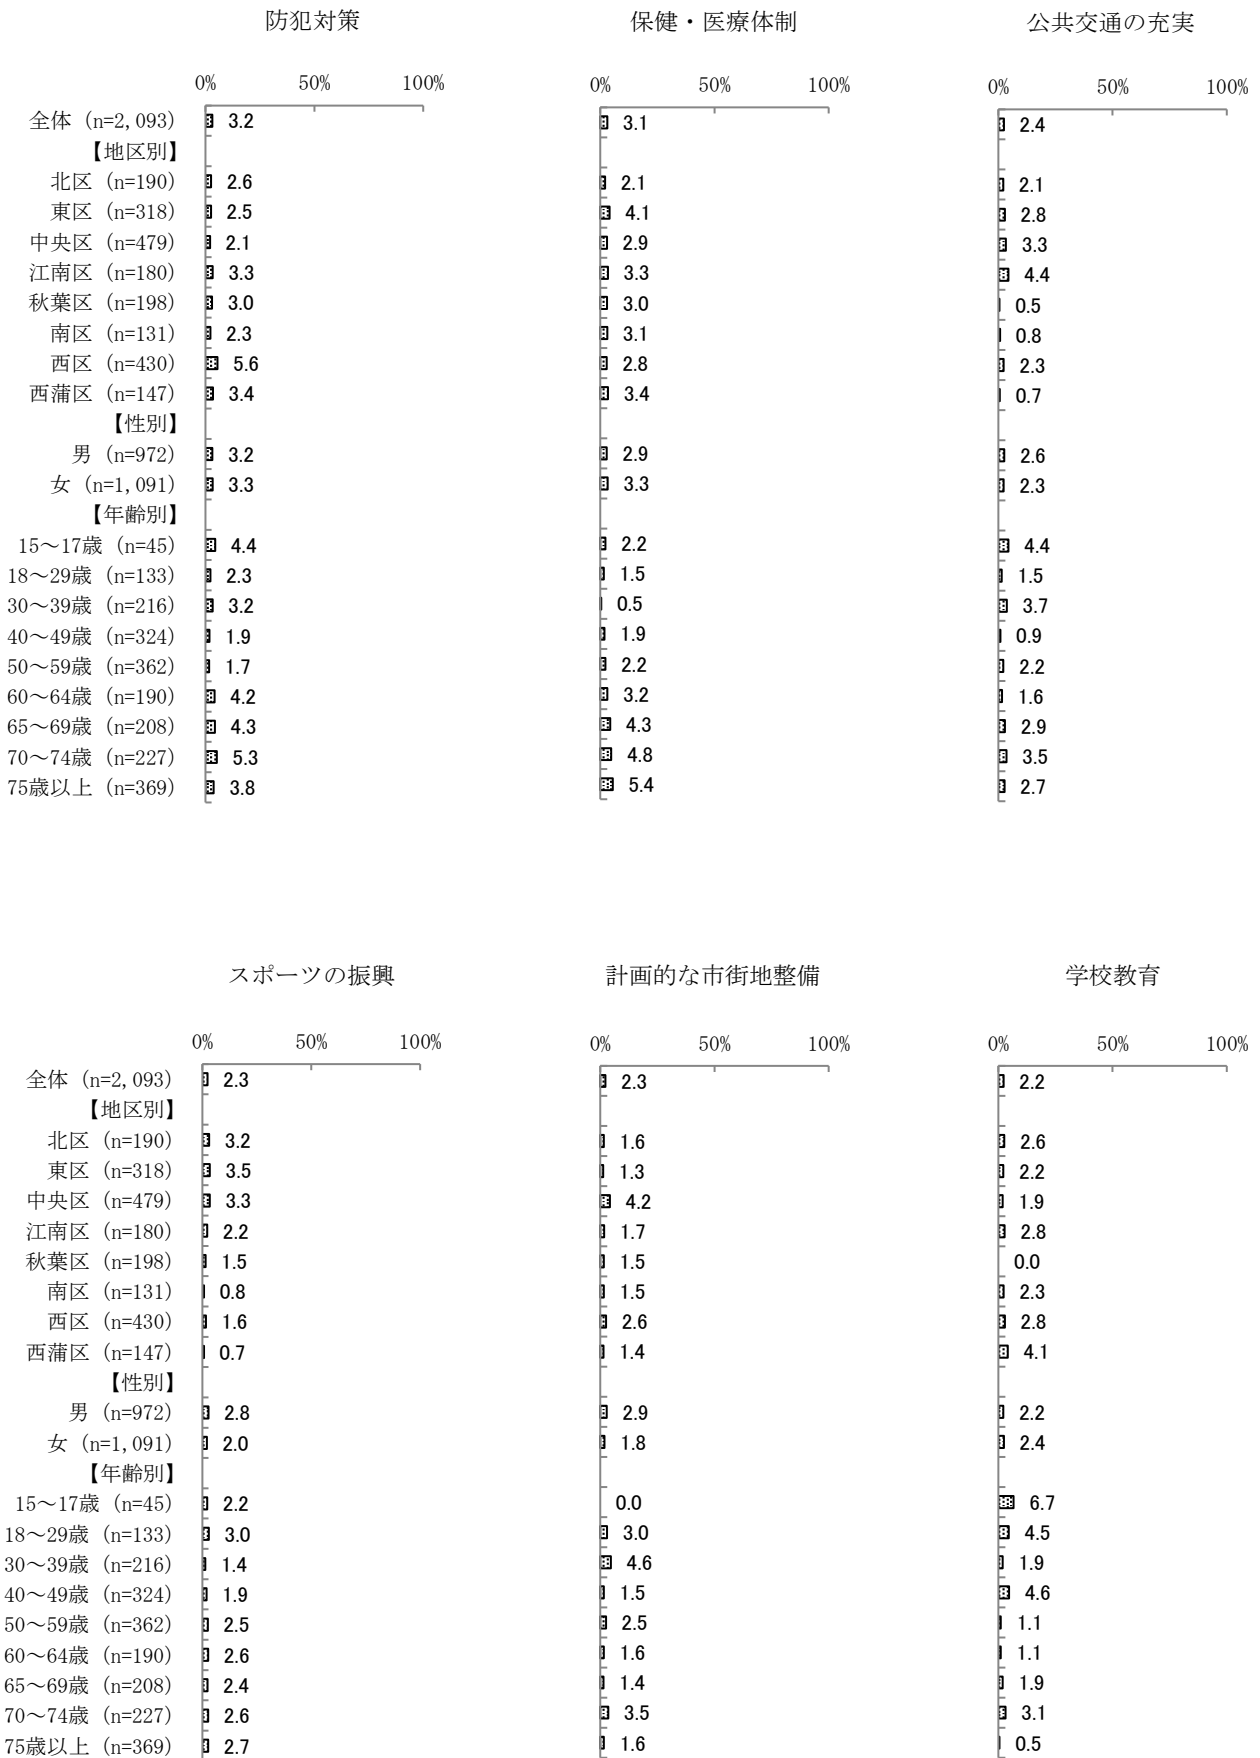 防犯対策 保健・医療体制 公共交通の充実
0% 50% 100% 0% 50% 100% 0% 50% 100%
全体 (n=2,093) 3.2 3.1 2.4
【地区別】
北区 (n=190) 2.6 2.1 2.1
東区 (n=318) 2.5 4.1 2.8
中央区 (n=479) 2.1 2.9 3.3
江南区 (n=180) 3.3 3.3 4.4
秋葉区 (n=198) 3.0 3.0 0.5
南区 (n=131) 2.3 3.1 0.8
西区 (n=430) 5.6 2.8 2.3
西蒲区 (n=147) 3.4 3.4 0.7
【性別】
男 (n=972) 3.2 2.9 2.6
女 (n=1,091) 3.3 3.3 2.3
【年齢別】
15～17歳 (n=45) 4.4 2.2 4.4
18～29歳 (n=133) 2.3 1.5 1.5
30～39歳 (n=216) 3.2 0.5 3.7
40～49歳 (n=324) 1.9 1.9 0.9
50～59歳 (n=362) 1.7 2.2 2.2
60～64歳 (n=190) 4.2 3.2 1.6
65～69歳 (n=208) 4.3 4.3 2.9
70～74歳 (n=227) 5.3 4.8 3.5
75歳以上 (n=369) 3.8 5.4 2.7
スポーツの振興 計画的な市街地整備 学校教育
0% 50% 100% 0% 50% 100% 0% 50% 100%
全体 (n=2,093) 2.3 2.3 2.2
【地区別】
北区 (n=190) 3.2 1.6 2.6
東区 (n=318) 3.5 1.3 2.2
中央区 (n=479) 3.3 4.2 1.9
江南区 (n=180) 2.2 1.7 2.8
秋葉区 (n=198) 1.5 1.5 0.0
南区 (n=131) 0.8 1.5 2.3
西区 (n=430) 1.6 2.6 2.8
西蒲区 (n=147) 0.7 1.4 4.1
【性別】
男 (n=972) 2.8 2.9 2.2
女 (n=1,091) 2.0 1.8 2.4
【年齢別】
15～17歳 (n=45) 2.2 0.0 6.7
18～29歳 (n=133) 3.0 3.0 4.5
30～39歳 (n=216) 1.4 4.6 1.9
40～49歳 (n=324) 1.9 1.5 4.6
50～59歳 (n=362) 2.5 2.5 1.1
60～64歳 (n=190) 2.6 1.6 1.1
65～69歳 (n=208) 2.4 1.4 1.9
70～74歳 (n=227) 2.6 3.5 3.1
75歳以上 (n=369) 2.7 1.6 0.5